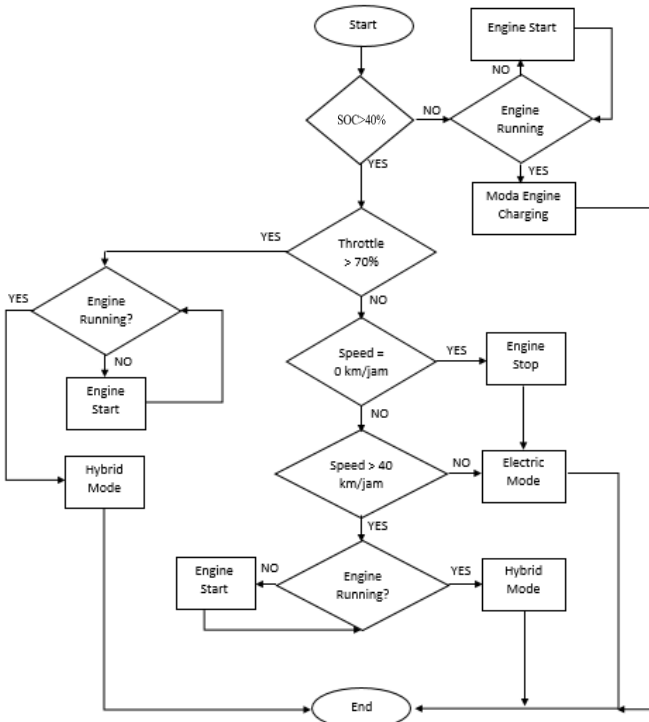 Start
Engine Start
NO
SOC>40%
NO
Engine
Running
YES
YES
Moda Engine
Charging
YES
Throttle
> 70%
YES
Engine
Running?
NO
NO
Engine
Start
Speed =
0 km/jam
YES
Engine
Stop
NO
Hybrid
Mode
Speed > 40
km/jam
NO
Electric
Mode
YES
Engine
Start
NO
Engine
Running?
YES
Hybrid
Mode
End